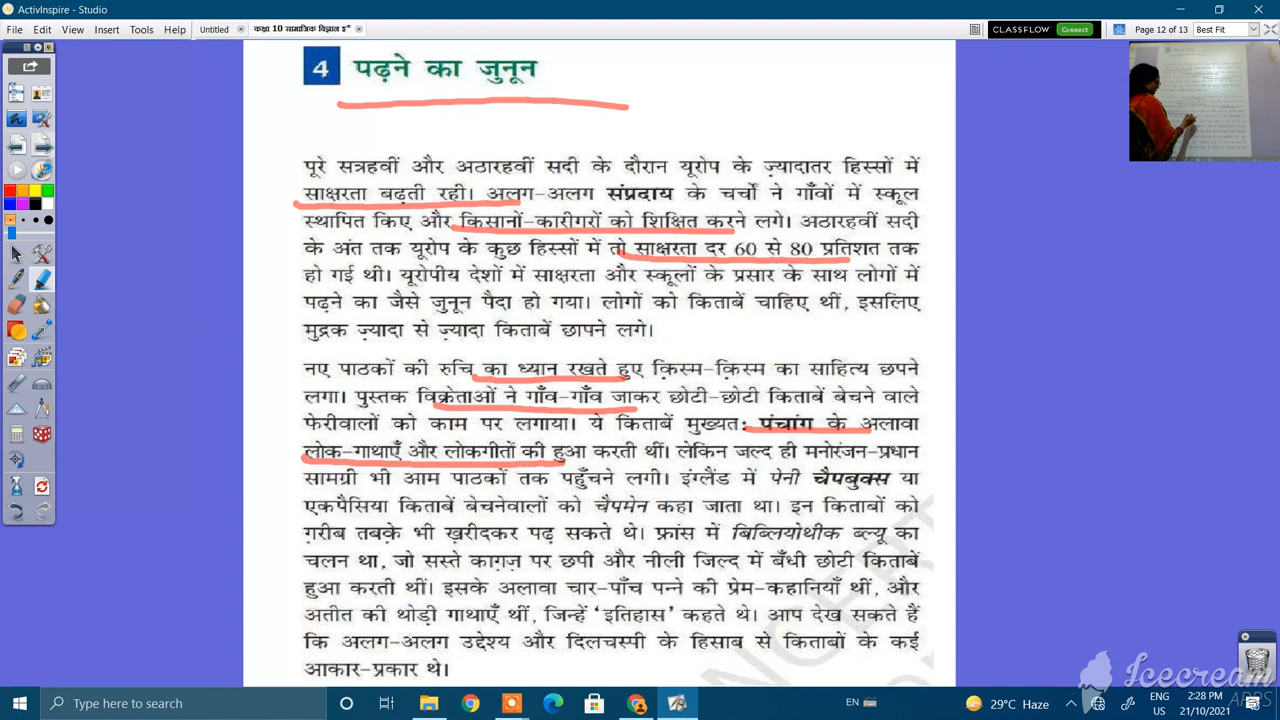 ActivInspire - Studio
File Edit View Insert Tools Help Untitled कक्षा 10 सामाजिक विज्ञान इ* CLASSFLOW Connect Page 12 of 13 Best Fit
4 पढ़ने का जुनून
पूरे सत्रहवीं और अठारहवीं सदी के दौरान यूरोप के ज़्यादातर हिस्सों में
साक्षरता बढ़ती रही। अलग-अलग संप्रदाय के चर्चों ने गाँवों में स्कूल
स्थापित किए और किसानों-कारीगरों को शिक्षित करने लगे। अठारहवीं सदी
के अंत तक यूरोप के कुछ हिस्सों में तो साक्षरता दर 60 से 80 प्रतिशत तक
हो गई थी। यूरोपीय देशों में साक्षरता और स्कूलों के प्रसार के साथ लोगों में
पढ़ने का जैसे जुनून पैदा हो गया। लोगों को किताबें चाहिए थीं, इसलिए
मुद्रक ज़्यादा से ज़्यादा किताबें छापने लगे।
नए पाठकों की रुचि का ध्यान रखते हुए क़िस्म-क़िस्म का साहित्य छपने
लगा। पुस्तक विक्रेताओं ने गाँव-गाँव जाकर छोटी-छोटी किताबें बेचने वाले
फेरीवालों को काम पर लगाया। ये किताबें मुख्यत: पंचांग के अलावा
लोक-गाथाएँ और लोकगीतों की हुआ करती थीं। लेकिन जल्द ही मनोरंजन-प्रधान
सामग्री भी आम पाठकों तक पहुँचने लगी। इंग्लैंड में पेनी चैपबुक्स या
एकपैसिया किताबें बेचनेवालों को चैपमेन कहा जाता था। इन किताबों को
ग़रीब तबक़े भी ख़रीदकर पढ़ सकते थे। फ्रांस में बिब्लियोथीक ब्ल्यू का
चलन था, जो सस्ते काग़ज़ पर छपी और नीली जिल्द में बँधी छोटी किताबें
हुआ करती थीं। इसके अलावा चार-पाँच पन्ने की प्रेम-कहानियाँ थीं, और
अतीत की थोड़ी गाथाएँ थीं, जिन्हें ‘इतिहास’ कहते थे। आप देख सकते हैं
कि अलग-अलग उद्देश्य और दिलचस्पी के हिसाब से किताबों के कई
आकार-प्रकार थे।
Icecream
APPS
Type here to search EN 29°C Haze ENG 2:28 PM
US 21/10/2021